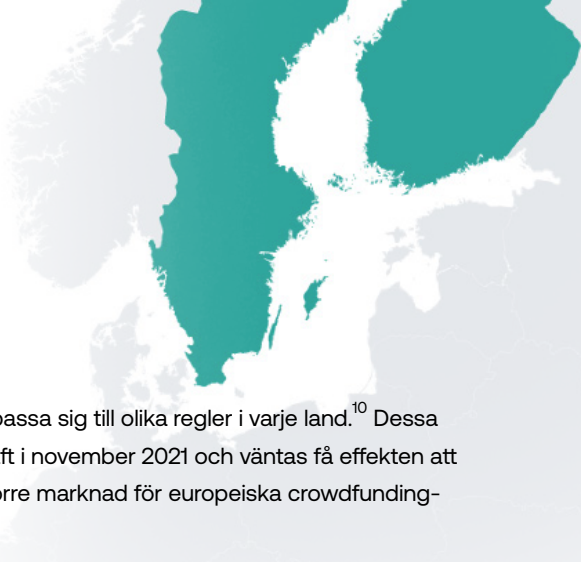 passa sig till olika regler i varje land.10 Dessa
ft i november 2021 och väntas få effekten att
rre marknad för europeiska crowdfunding-